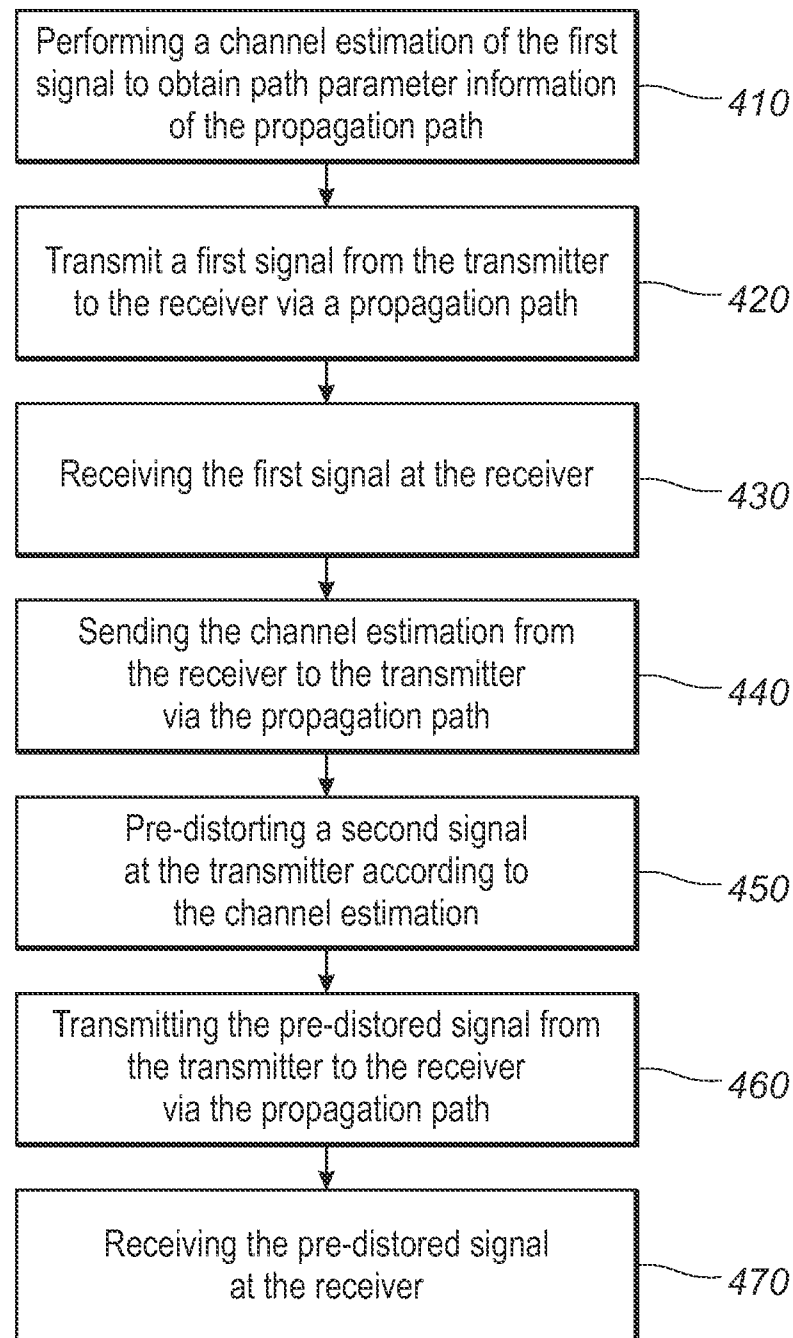 Performing a channel estimation of the first
signal to obtain path parameter information
of the propagation path
410
Transmit a first signal from the transmitter
to the receiver via a propagation path
420
Receiving the first signal at the receiver
430
Sending the channel estimation from
the receiver to the transmitter
via the propagation path
440
Pre-distorting a second signal
at the transmitter according to
the channel estimation
450
Transmitting the pre-distored signal from
the transmitter to the receiver
via the propagation path
460
Receiving the pre-distored signal
at the receiver
470